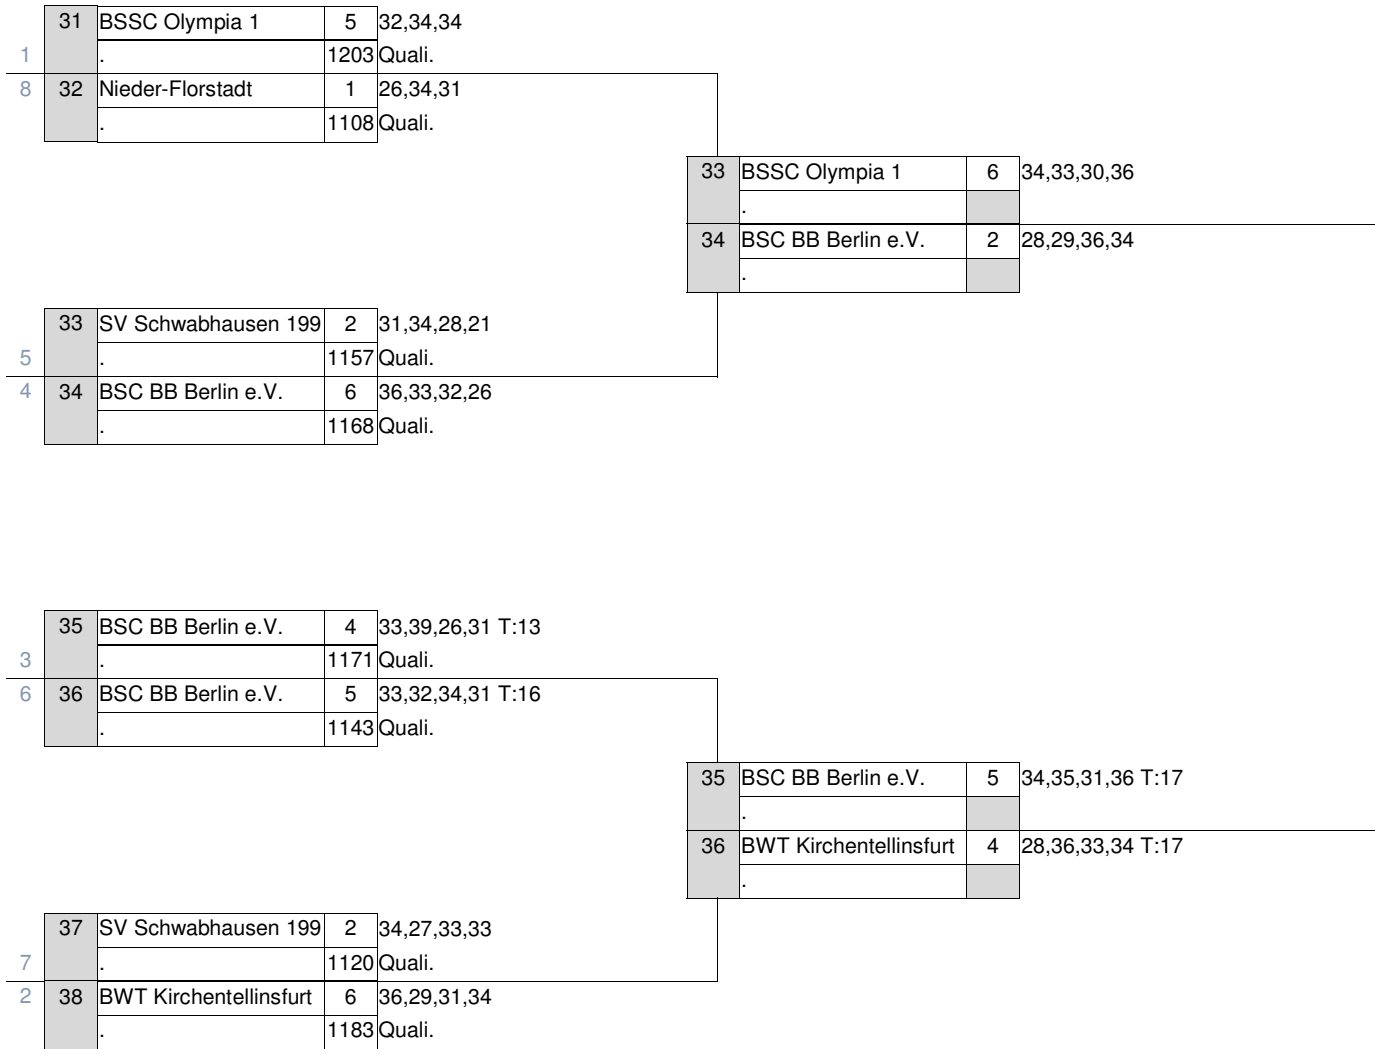 31 BSSC Olympia 1 5 32,34,34
1 . 1203 Quali.
8 32 Nieder-Florstadt 1 26,34,31
. 1108 Quali.
33 BSSC Olympia 1 6 34,33,30,36
.
34 BSC BB Berlin e.V. 2 28,29,36,34
.
33 SV Schwabhausen 199 2 31,34,28,21
5 . 1157 Quali.
4 34 BSC BB Berlin e.V. 6 36,33,32,26
. 1168 Quali.
35 BSC BB Berlin e.V. 4 33,39,26,31 T:13
3 . 1171 Quali.
6 36 BSC BB Berlin e.V. 5 33,32,34,31 T:16
. 1143 Quali.
35 BSC BB Berlin e.V. 5 34,35,31,36 T:17
.
36 BWT Kirchentellinsfurt 4 28,36,33,34 T:17
.
37 SV Schwabhausen 199 2 34,27,33,33
7 . 1120 Quali.
2 38 BWT Kirchentellinsfurt 6 36,29,31,34
. 1183 Quali.